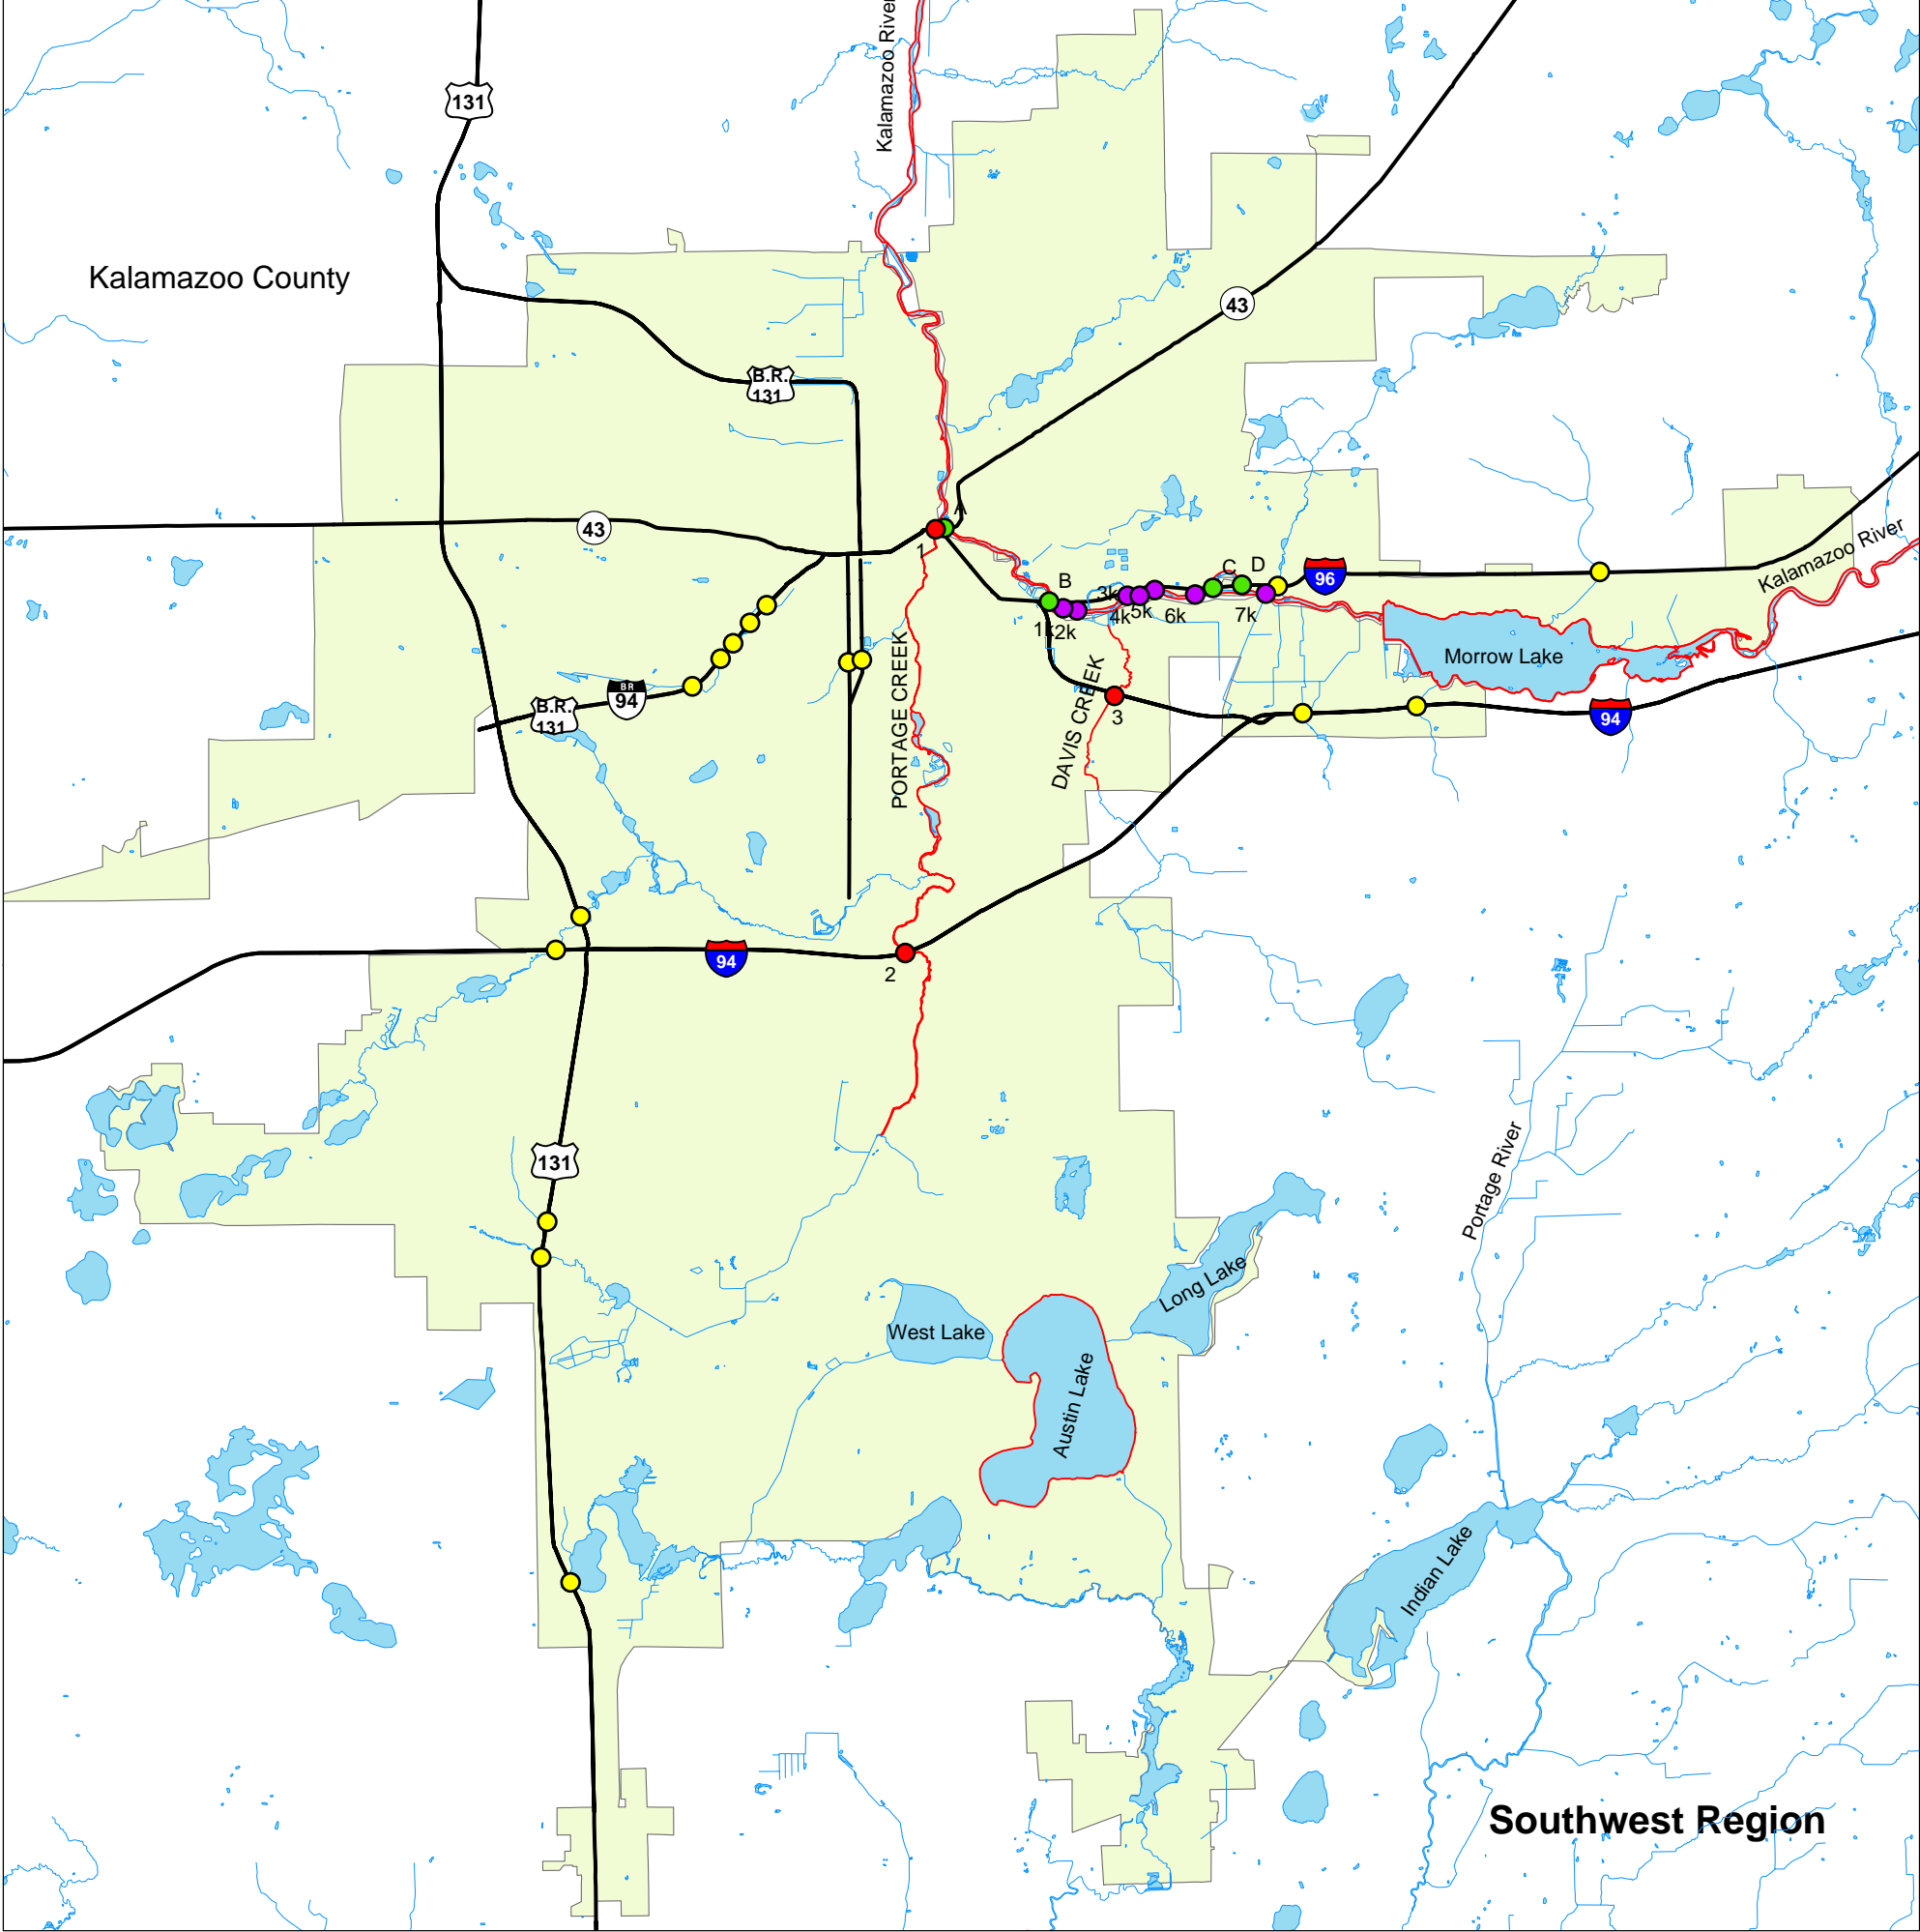 Kalamazoo River
131
Kalamazoo County
43
B.R.
131
A
43
1
Kalamazoo River
C
D
96
B
3k
4k
5k
6k
7k
1k
2k
PORTAGE CREEK
Morrow Lake
DAVIS CREEK
BR
94
B.R.
131
3
94
94
2
131
Portage River
Long Lake
West Lake
Austin Lake
Indian Lake
Southwest Region